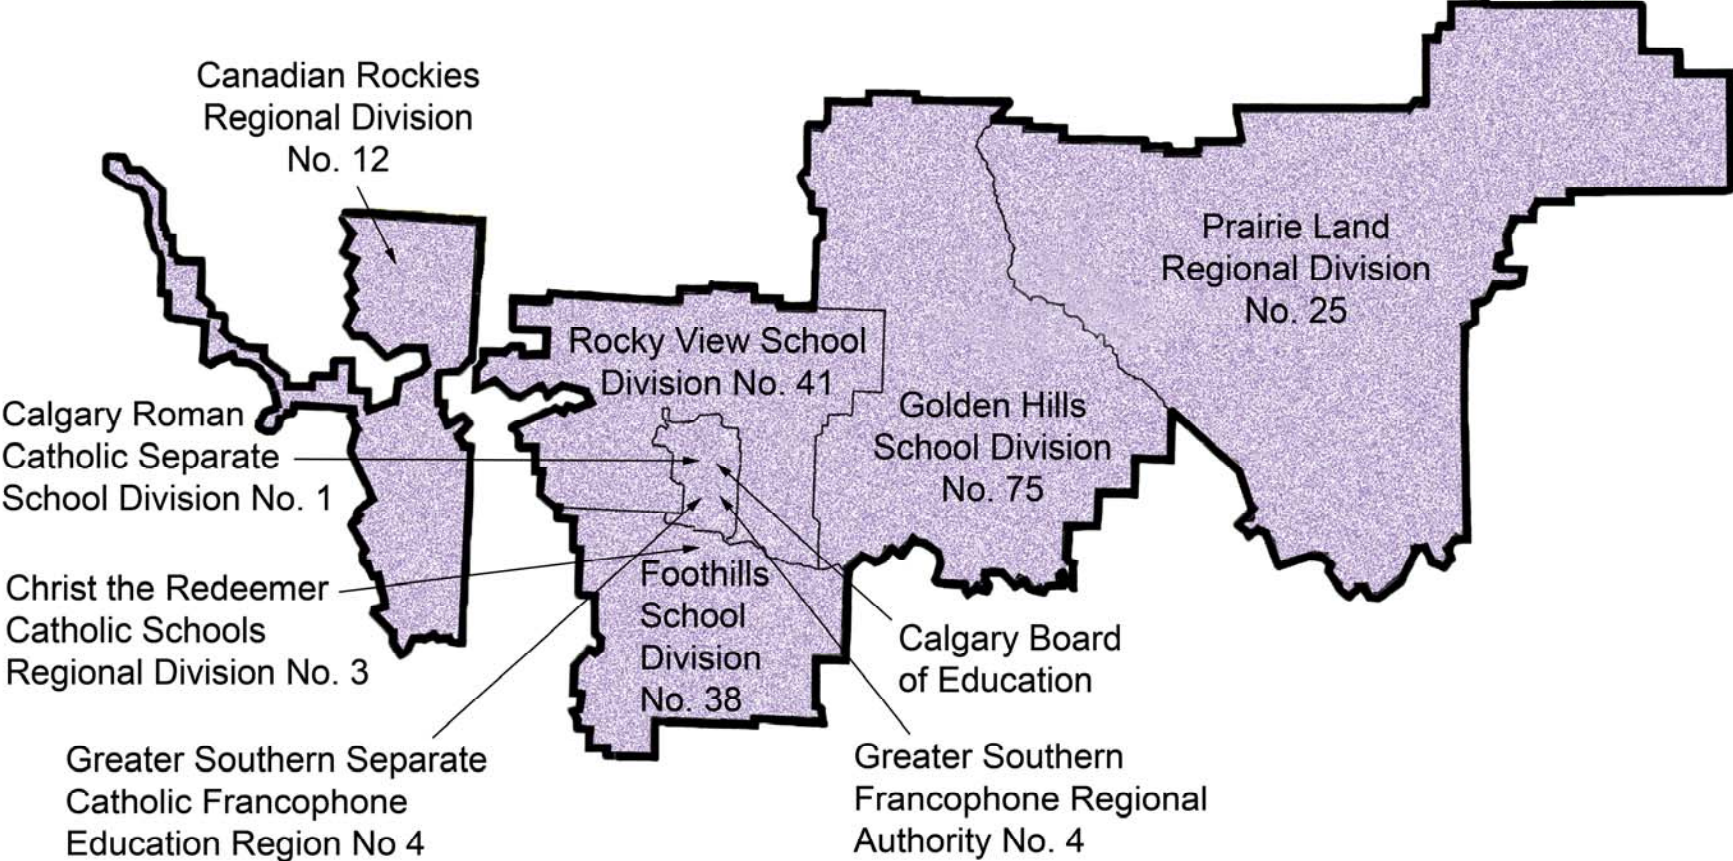 Canadian Rockies
Regional Division
No. 12
Prairie Land
Regional Division
No. 25
Rocky View School
Division No. 41
Golden Hills
School Division
No. 75
Calgary Roman
Catholic Separate
School Division No. 1
Christ the Redeemer
Catholic Schools
Regional Division No. 3
Foothills
School
Division
No. 38
Calgary Board
of Education
Greater Southern Separate
Catholic Francophone
Education Region No 4
Greater Southern
Francophone Regional
Authority No. 4